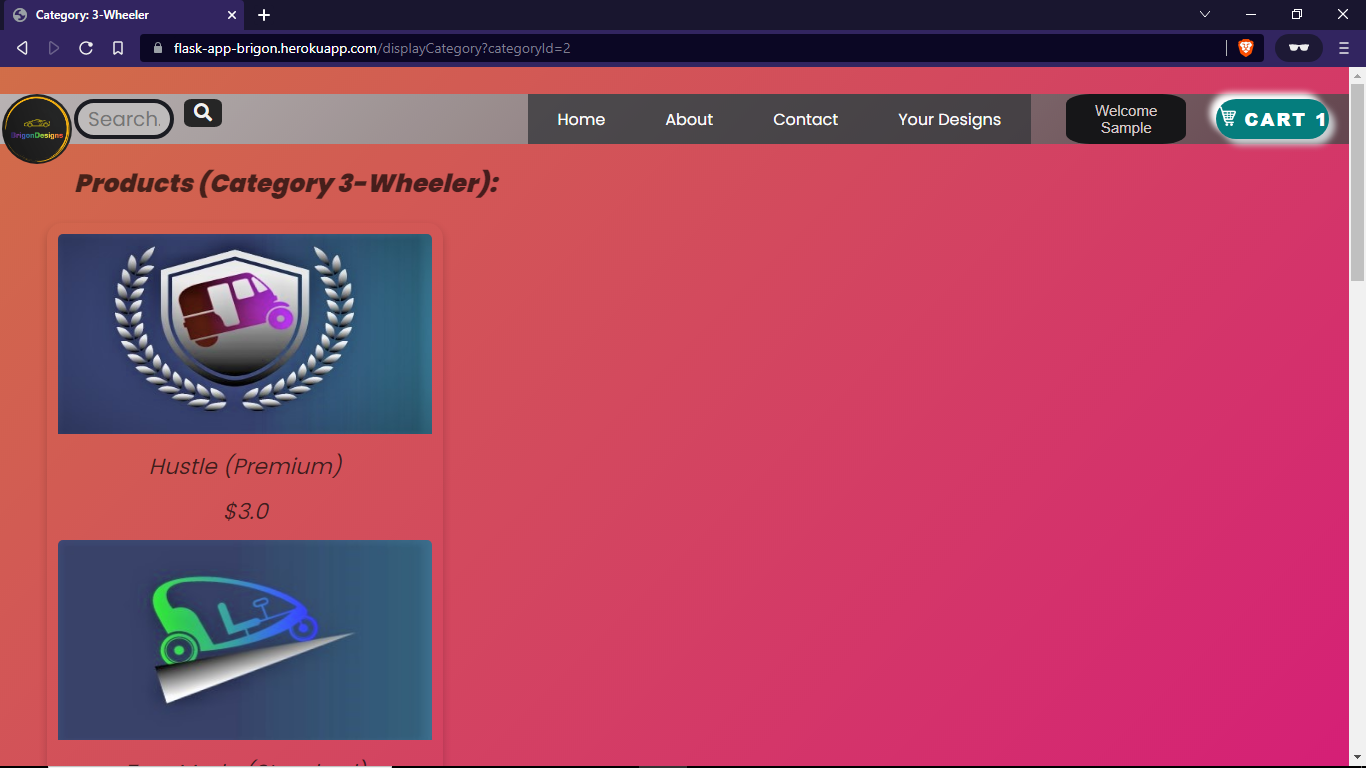 Category: 3-Wheeler
flask-app-brigon.herokuapp.com/displayCategory?categoryId=2
BrigonDesigns
Search.
Home
About
Contact
Your Designs
Welcome
Sample
CART 1
Products (Category 3-Wheeler):
Hustle (Premium)
$3.0